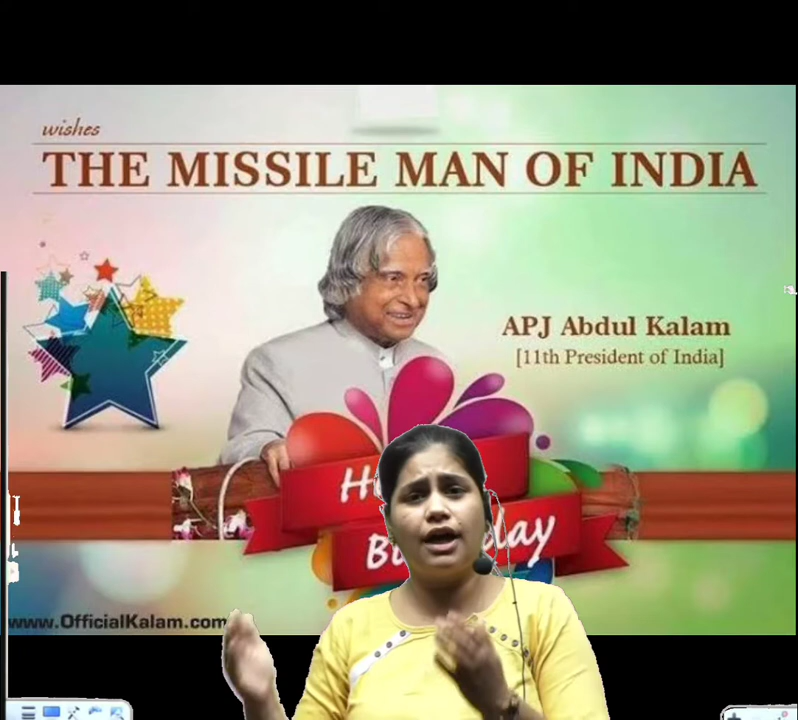 wishes
THE MISSILE MAN OF INDIA
APJ Abdul Kalam
[11th President of India]
www.OfficialKalam.com